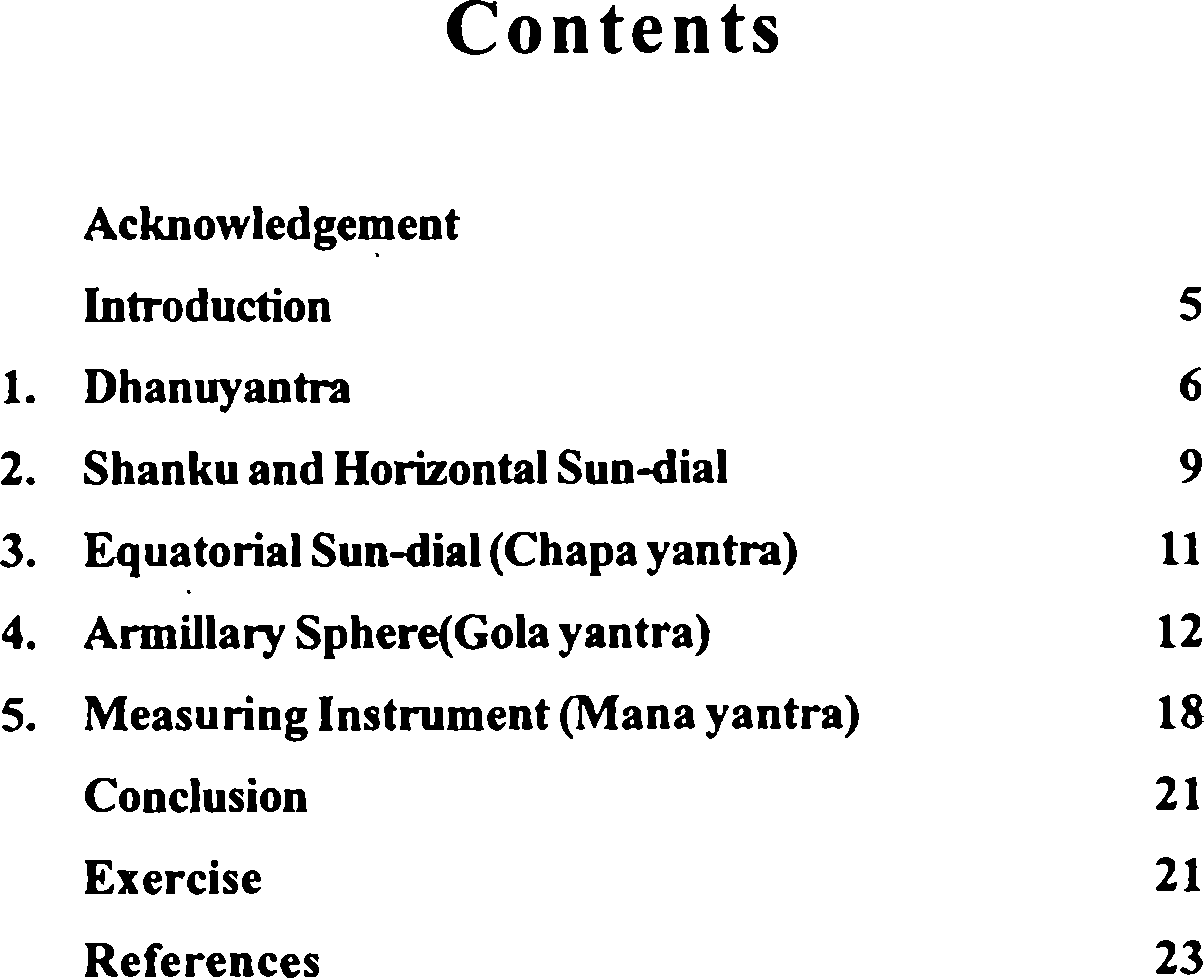 Contents
Acknowledgement
Introduction 5
1. Dhanuyantra 6
2. Shanku and Horizontal Sun-dial 9
3. Equatorial Sun-dial (Chapa yantra) 11
4. Armillary Sphere(Gola yantra) 12
5. Measuring Instrument (Mana yantra) 18
Conclusion 21
Exercise 21
References 23